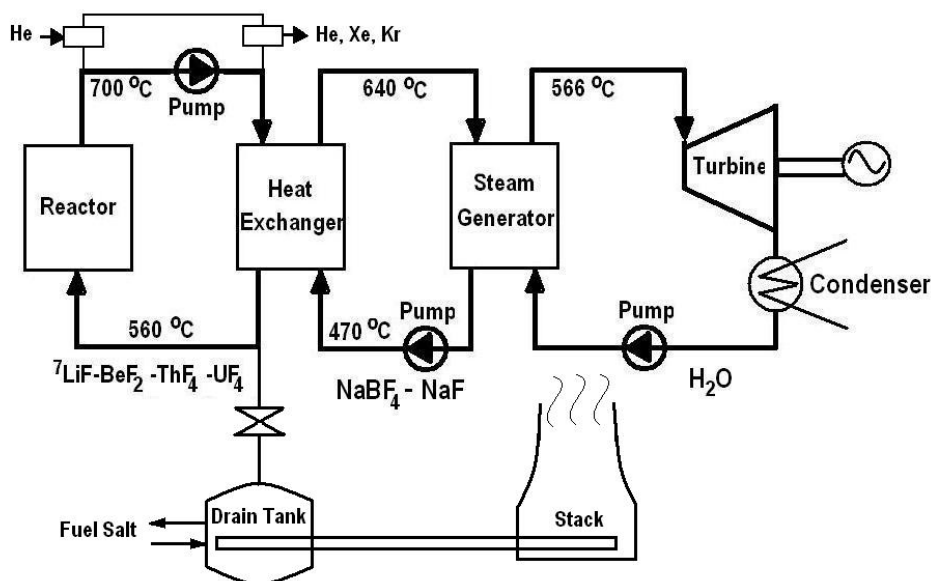 He
He, Xe, Kr
700 °C
Pump
640 °C
566 °C
Reactor
Heat
Exchanger
Steam
Generator
Turbine
Condenser
560 °C
470 °C
Pump
Pump
⁷LiF-BeF₂ -ThF₄ -UF₄
NaBF₄ - NaF
H₂O
Fuel Salt
Drain Tank
Stack